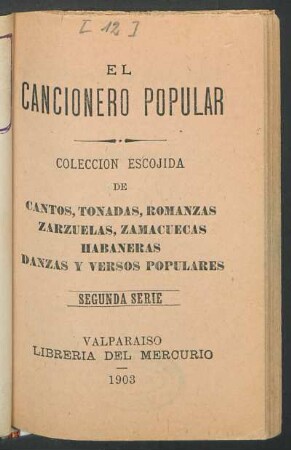 [12]
EL
CANCIONERO POPULAR
COLECCION ESCOJIDA
DE
CANTOS, TONADAS, ROMANZAS
ZARZUELAS, ZAMACUECAS
HABANERAS
DANZAS Y VERSOS POPULARES
SEGUNDA SERIE
VALPARAISO
LIBRERIA DEL MERCURIO
1903